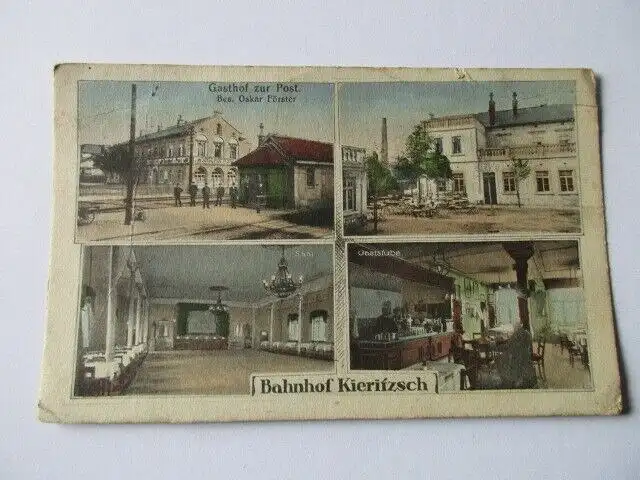 Gasthof zur Post.
Bes. Oskar Förster
Saal
Gaststube
Bahnhof Kieritzsch